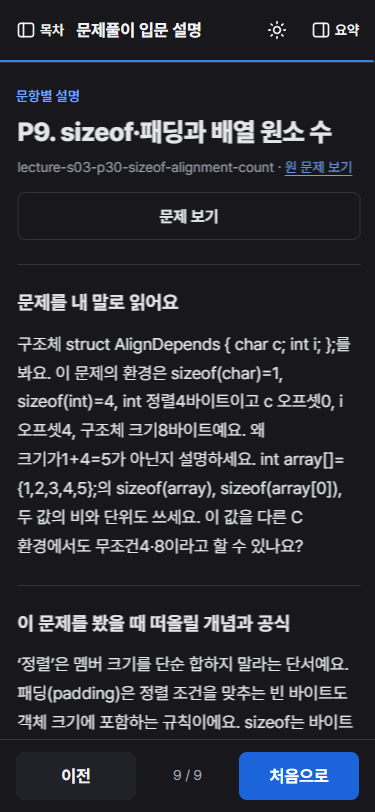 목차 문제풀이 입문 설명 요약
문항별 설명
P9. sizeof·패딩과 배열 원소 수
lecture-s03-p30-sizeof-alignment-count · 원 문제 보기
문제 보기
문제를 내 말로 읽어요
구조체 struct AlignDepends { char c; int i; };를
봐요. 이 문제의 환경은 sizeof(char)=1,
sizeof(int)=4, int 정렬4바이트이고 c 오프셋0, i
오프셋4, 구조체 크기8바이트예요. 왜
크기가1+4=5가 아닌지 설명하세요. int array[]=
{1,2,3,4,5};의 sizeof(array), sizeof(array[0]),
두 값의 비와 단위도 쓰세요. 이 값을 다른 C
환경에서도 무조건4·8이라고 할 수 있나요?
이 문제를 봤을 때 떠올릴 개념과 공식
‘정렬’은 멤버 크기를 단순 합하지 말라는 단서예요.
패딩(padding)은 정렬 조건을 맞추는 빈 바이트도
객체 크기에 포함하는 규칙이에요. sizeof는 바이트
이전 9 / 9 처음으로